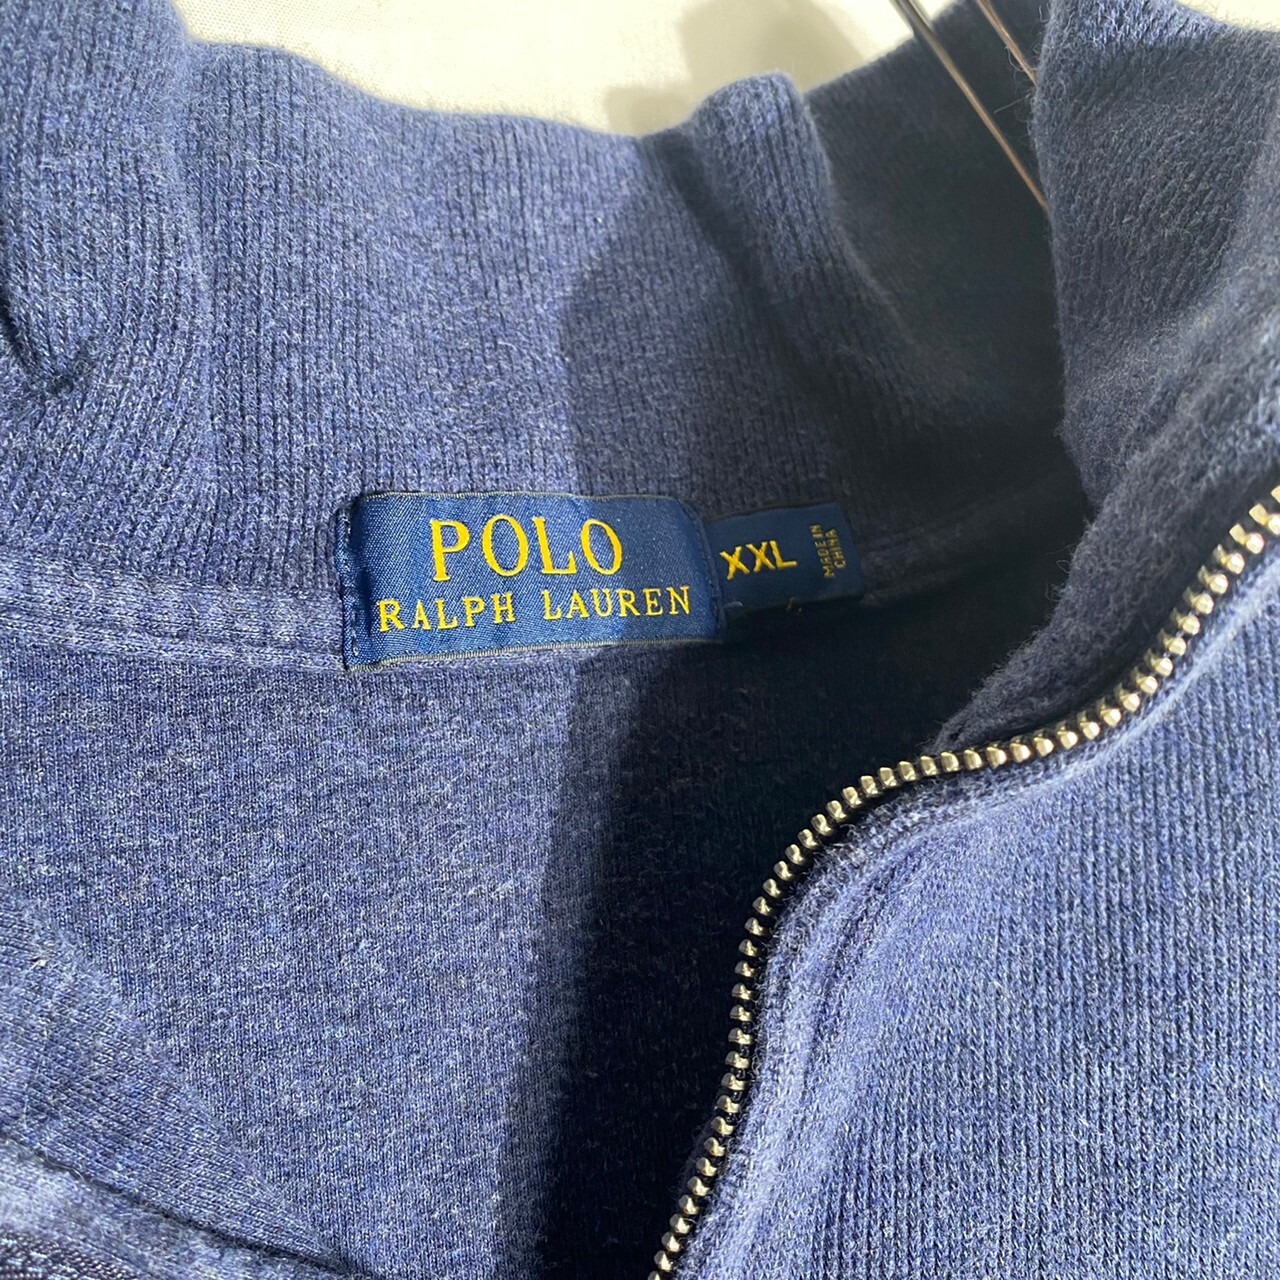 POLO
RALPH LAUREN
XXL
MADE IN
CHINA